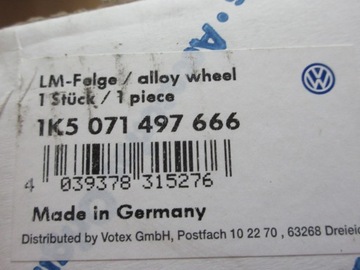 LM-Felge / alloy wheel
1 Stück / 1 piece
1K5 071 497 666
4 039378 315276
Made in Germany
Distributed by Votex GmbH, Postfach 10 22 70 , 63268 Dreieic